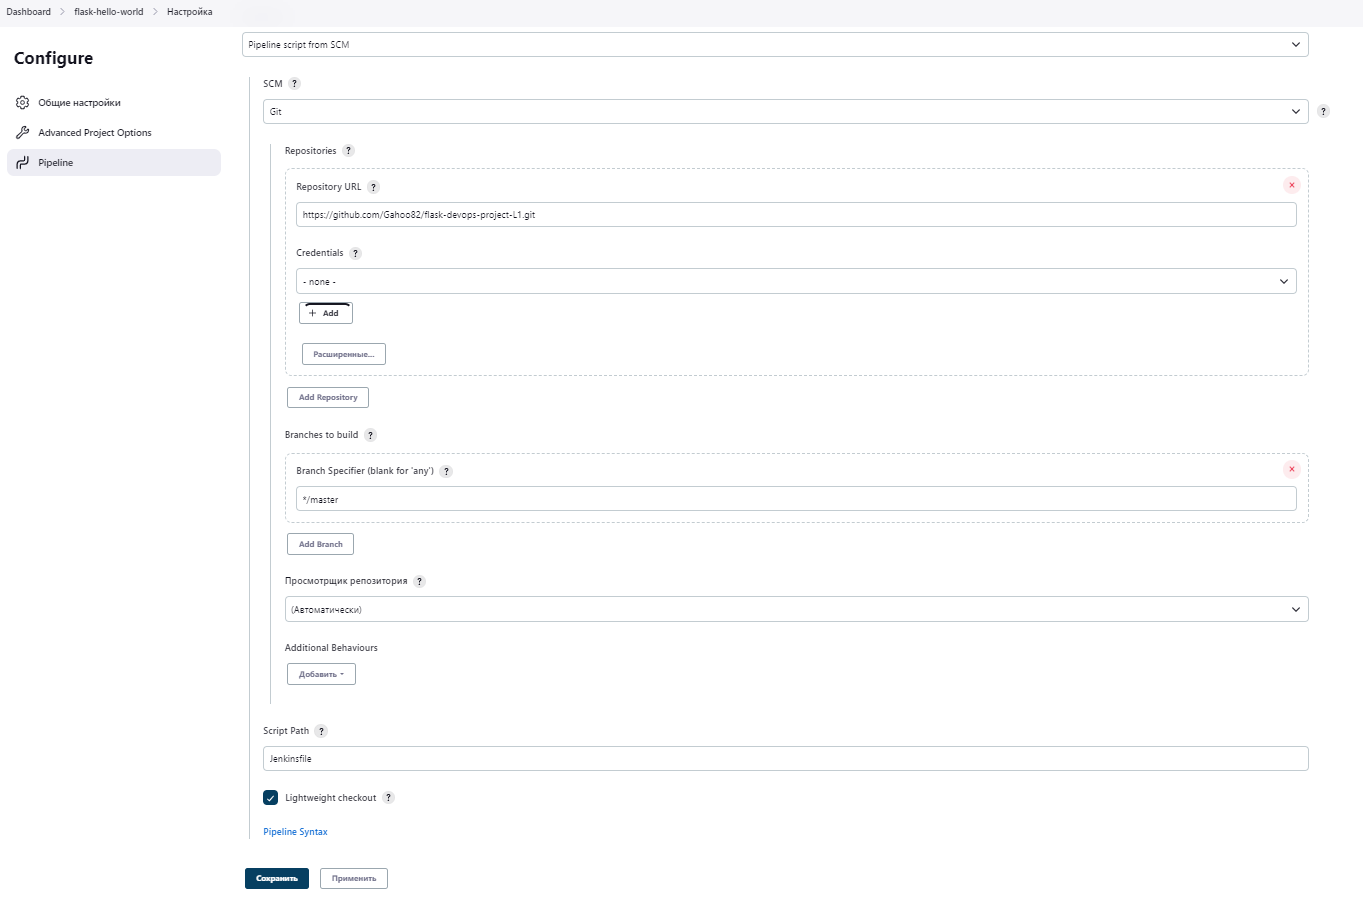 Dashboard > flask-hello-world > Настройка
Configure
Общие настройки
Advanced Project Options
Pipeline
Pipeline script from SCM
SCM ?
Git
?
Repositories ?
Repository URL ?
https://github.com/Gahoo82/flask-devops-project-L1.git
Credentials ?
- none -
+ Add
Расширенные...
Add Repository
Branches to build ?
Branch Specifier (blank for 'any') ?
*/master
Add Branch
Просмотрщик репозитория ?
(Автоматически)
Additional Behaviours
Добавить
Script Path ?
Jenkinsfile
Lightweight checkout ?
Pipeline Syntax
Сохранить
Применить